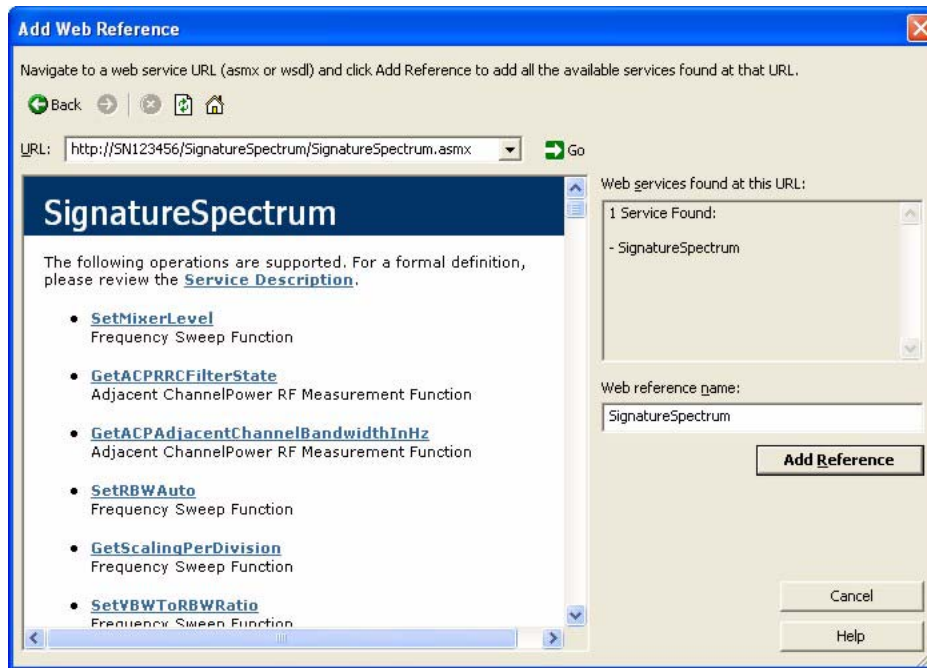 Add Web Reference
Navigate to a web service URL (asmx or wsdl) and click Add Reference to add all the available services found at that URL.
Back
URL: http://SN123456/SignatureSpectrum/SignatureSpectrum.asmx Go
SignatureSpectrum
The following operations are supported. For a formal definition,
please review the Service Description.
SetMixerLevel
Frequency Sweep Function
GetACPRRCFilterState
Adjacent ChannelPower RF Measurement Function
GetACPAdjacentChannelBandwidthInHz
Adjacent ChannelPower RF Measurement Function
SetRBWAuto
Frequency Sweep Function
GetScalingPerDivision
Frequency Sweep Function
SetVBWToRBWRatio
Frequency Sweep Function
Web services found at this URL:
1 Service Found:
- SignatureSpectrum
Web reference name:
SignatureSpectrum
Add Reference
Cancel
Help